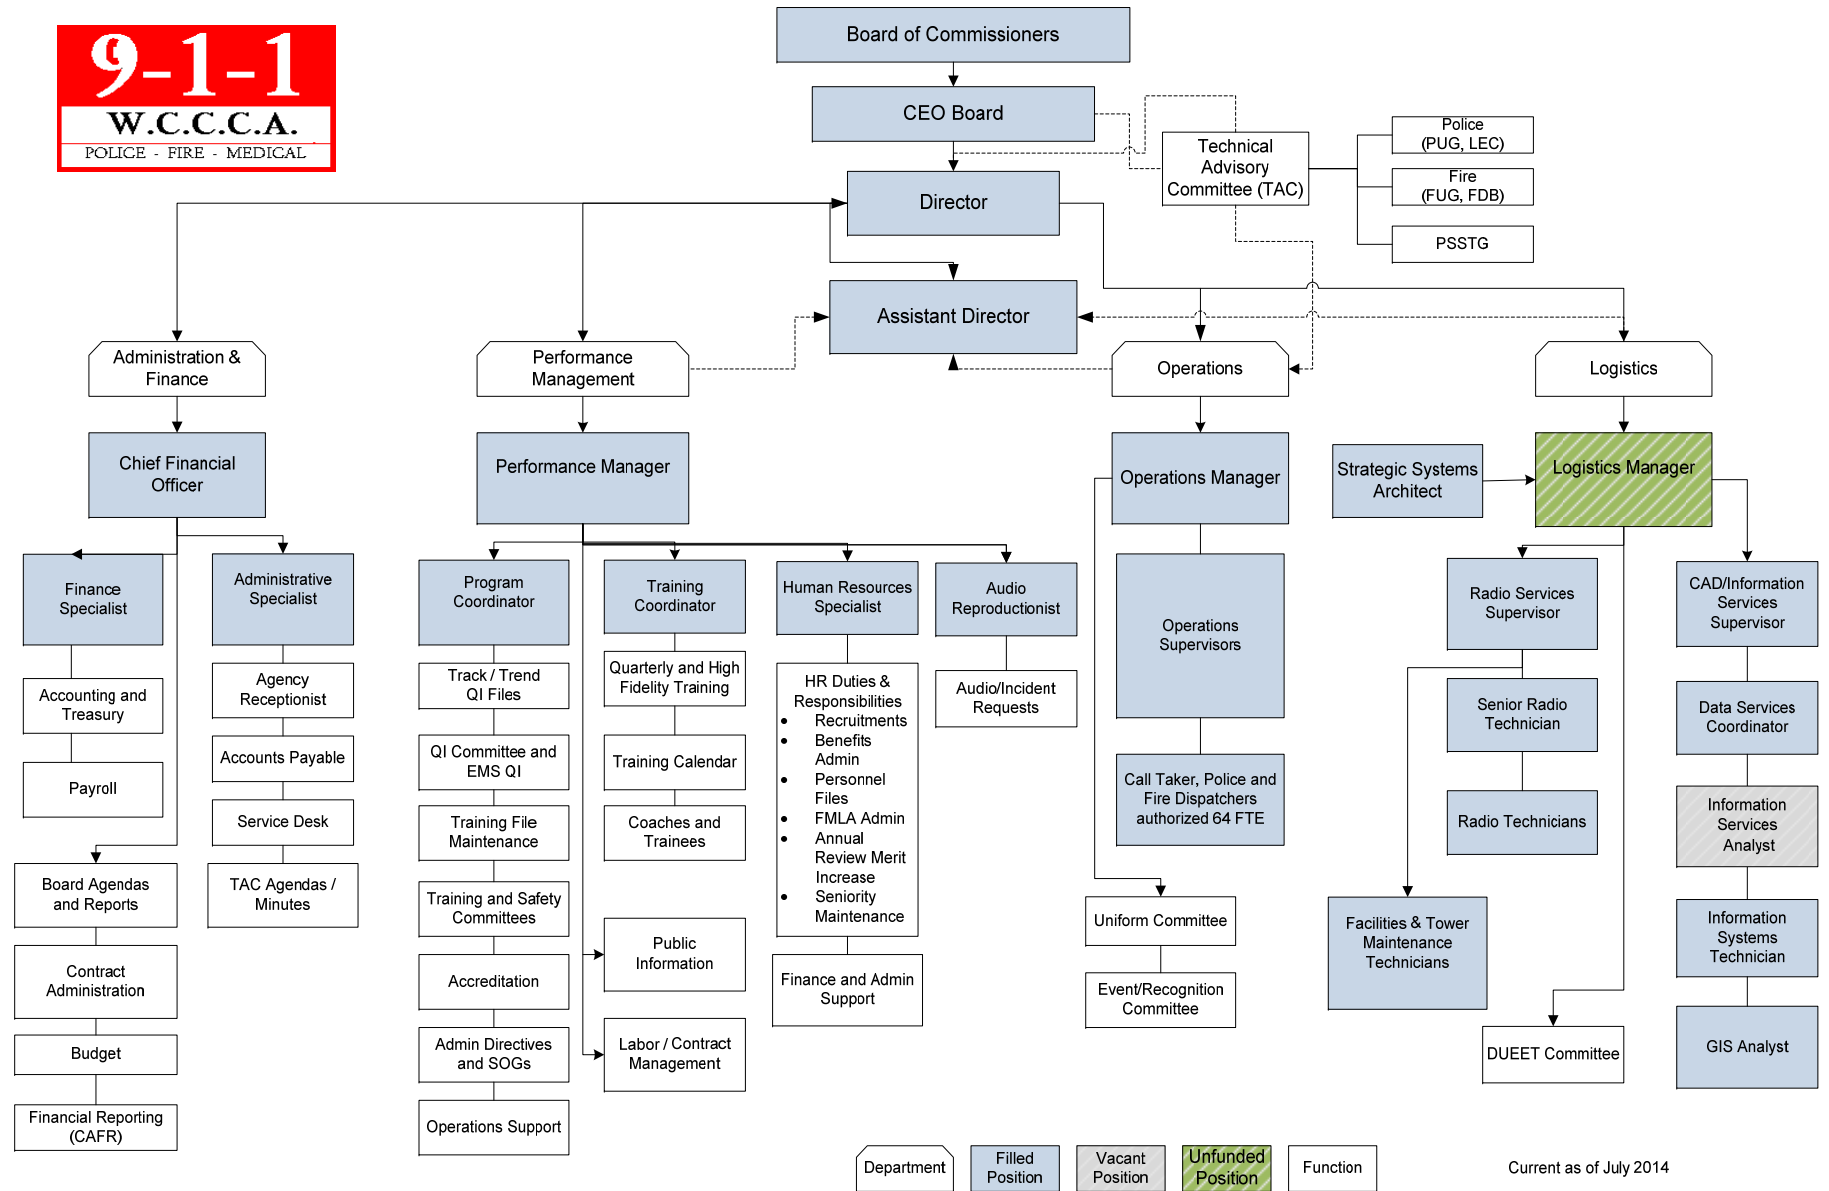 9-1-1
W.C.C.C.A.
POLICE - FIRE - MEDICAL
Board of Commissioners
CEO Board
Technical
Advisory
Committee (TAC)
Police
(PUG, LEC)
Fire
(FUG, FDB)
PSSTG
Director
Assistant Director
Administration &
Finance
Performance
Management
Operations
Logistics
Chief Financial
Officer
Performance Manager
Operations Manager
Strategic Systems
Architect
Logistics Manager
Finance
Specialist
Administrative
Specialist
Program
Coordinator
Training
Coordinator
Human Resources
Specialist
Audio
Reproductionist
Operations
Supervisors
Radio Services
Supervisor
CAD/Information
Services
Supervisor
Accounting and
Treasury
Payroll
Agency
Receptionist
Accounts Payable
Service Desk
TAC Agendas /
Minutes
Board Agendas
and Reports
Contract
Administration
Budget
Financial Reporting
(CAFR)
Track / Trend
QI Files
QI Committee and
EMS QI
Training File
Maintenance
Training and Safety
Committees
Accreditation
Admin Directives
and SOGs
Operations Support
Quarterly and High
Fidelity Training
Training Calendar
Coaches and
Trainees
Public
Information
Labor / Contract
Management
HR Duties &
Responsibilities
• Recruitments
• Benefits
Admin
• Personnel
Files
• FMLA Admin
• Annual
Review Merit
Increase
• Seniority
Maintenance
Finance and Admin
Support
Audio/Incident
Requests
Call Taker, Police and
Fire Dispatchers
authorized 64 FTE
Uniform Committee
Event/Recognition
Committee
Senior Radio
Technician
Radio Technicians
Facilities & Tower
Maintenance
Technicians
DUEET Committee
Data Services
Coordinator
Information
Services
Analyst
Information
Systems
Technician
GIS Analyst
Department
Filled
Position
Vacant
Position
Unfunded
Position
Function
Current as of July 2014